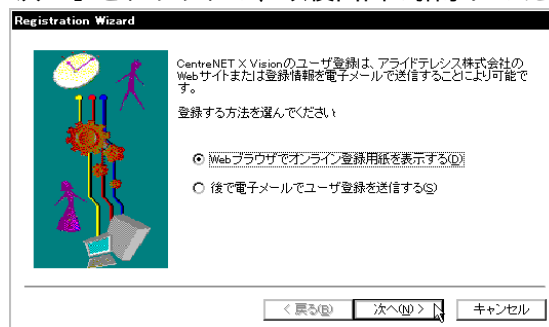 Registration Wizard
CentreNET X Visionのユーザ登録は、アライドテレシス株式会社の
Webサイトまたは登録情報を電子メールで送信することにより可能で
す。
登録する方法を選んでください
Webブラウザでオンライン登録用紙を表示する(D)
後で電子メールでユーザ登録を送信する(S)
< 戻る(B)
次へ(N) >
キャンセル